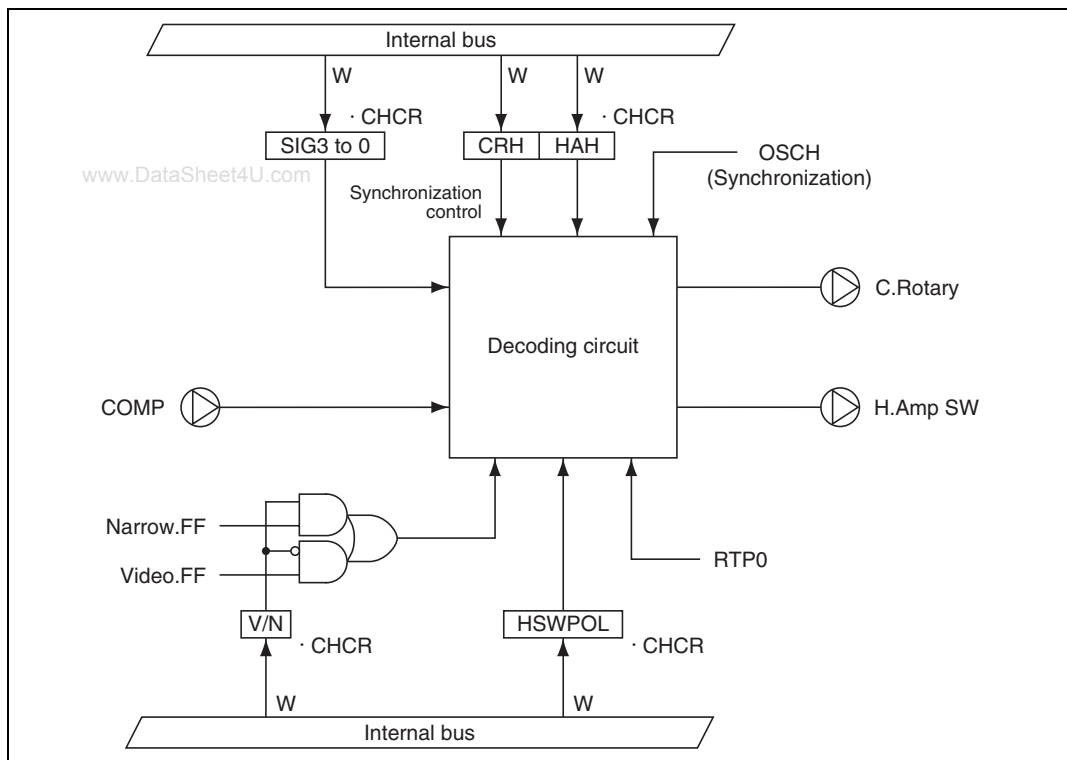 Internal bus
W
W
W
· CHCR
· CHCR
SIG3 to 0
CRH
HAH
OSCH
(Synchronization)
www.DataSheet4U.com
Synchronization
control
C.Rotary
Decoding circuit
COMP
H.Amp SW
Narrow.FF
Video.FF
RTP0
V/N
HSWPOL
· CHCR
· CHCR
W
W
Internal bus